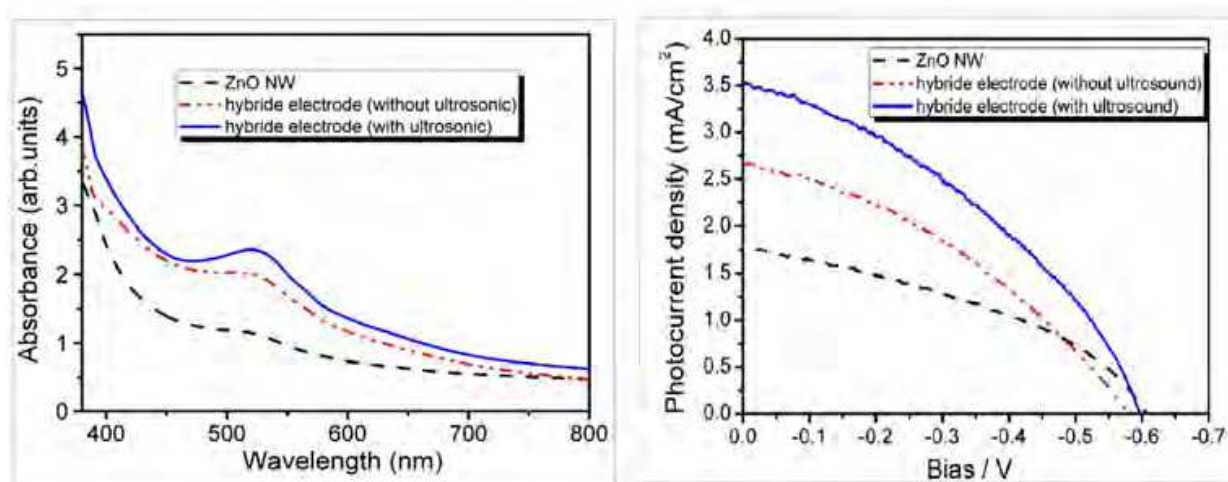 5
4
3
2
1
0
Absorbance (arb.units)
ZnO NW
hybride electrode (without ultrosonic)
hybride electrode (with ultrosonic)
400
500
600
700
800
Wavelength (nm)
4.0
3.5
3.0
2.5
2.0
1.5
1.0
0.5
0.0
Photocurrent density (mA/cm²)
ZnO NW
hybride electrode (without ultrasound)
hybride electrode (with ultrasound)
0.0
-0.1
-0.2
-0.3
-0.4
-0.5
-0.6
-0.7
Bias / V